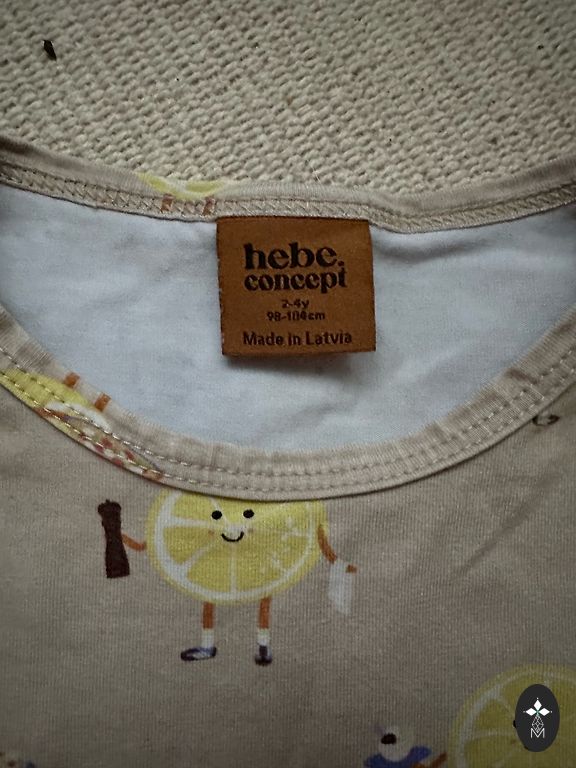 hebe.
concept
2-4y
98-104cm
Made in Latvia
M